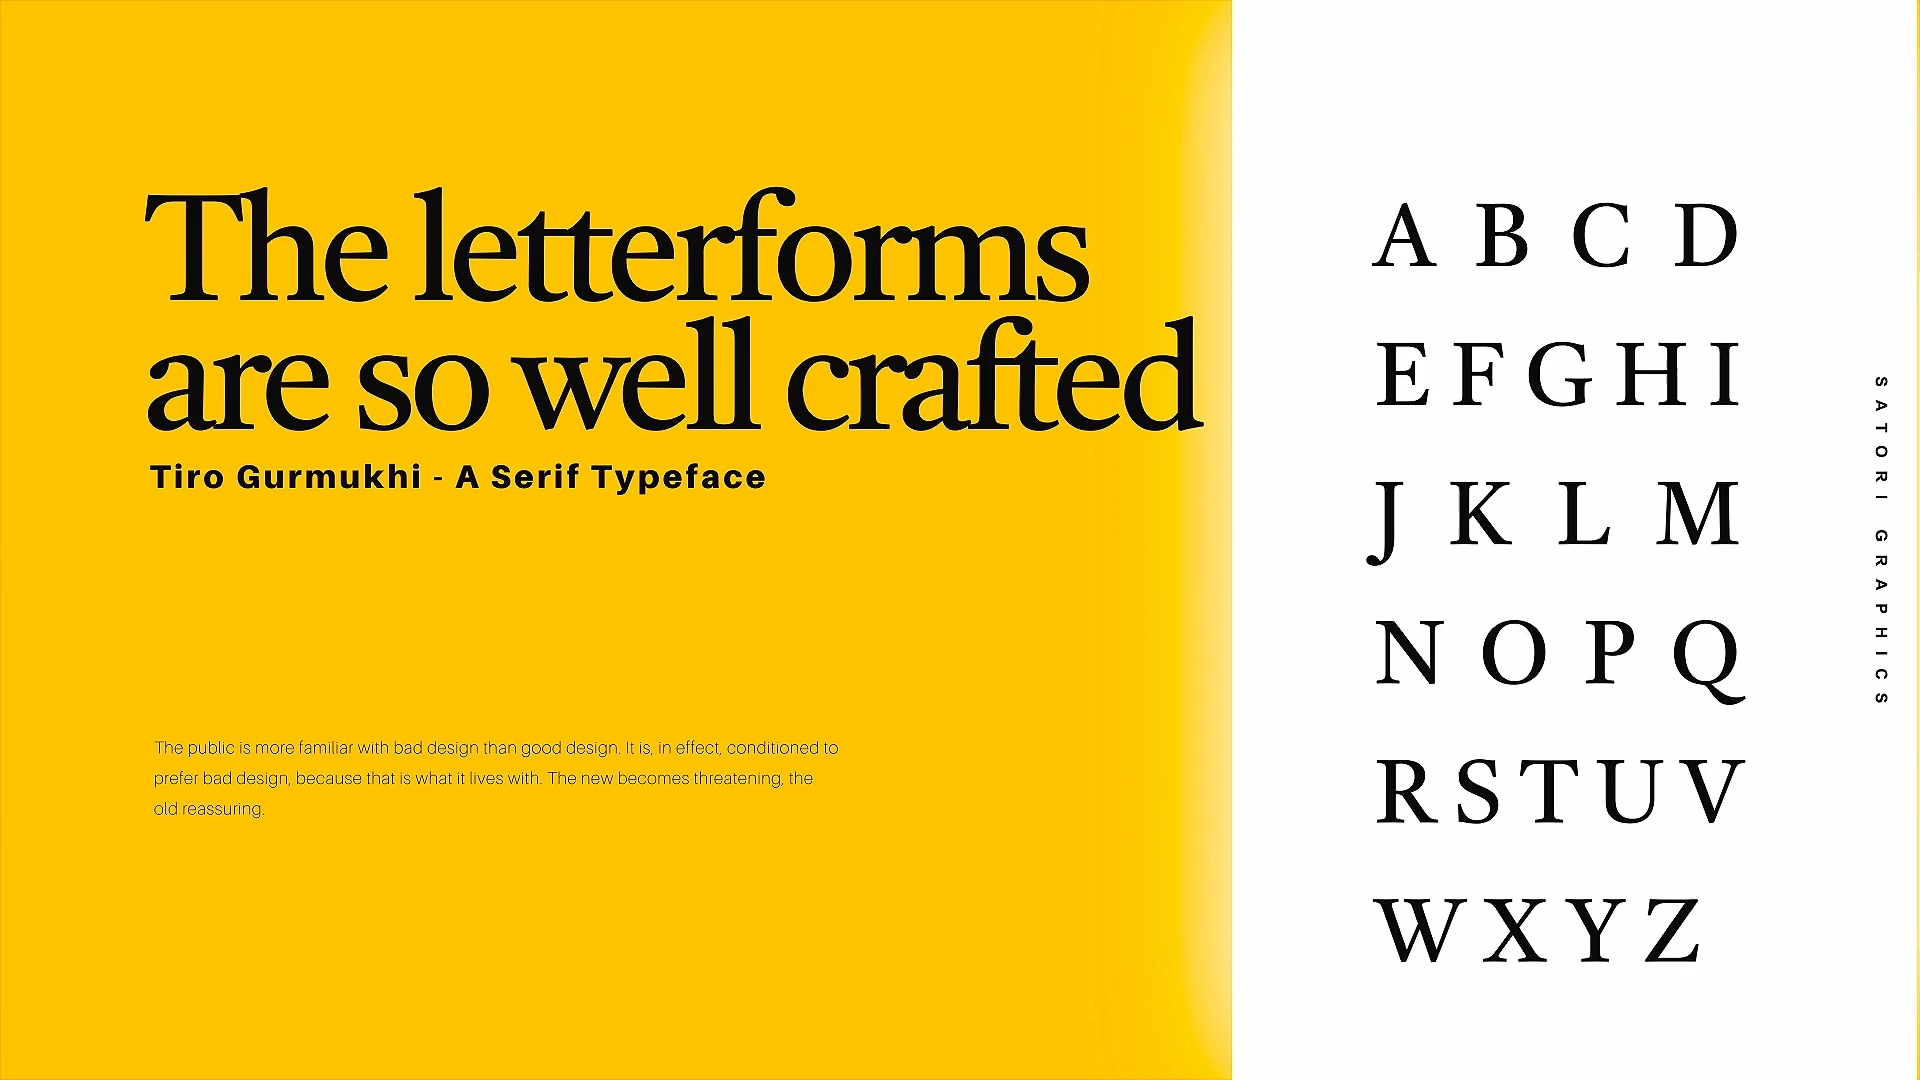 The letterforms
are so well crafted
Tiro Gurmukhi - A Serif Typeface
The public is more familiar with bad design than good design. It is, in effect, conditioned to
prefer bad design, because that is what it lives with. The new becomes threatening, the
old reassuring.
A B C D
E F G H I
J K L M
N O P Q
R S T U V
W X Y Z
SATORI GRAPHICS